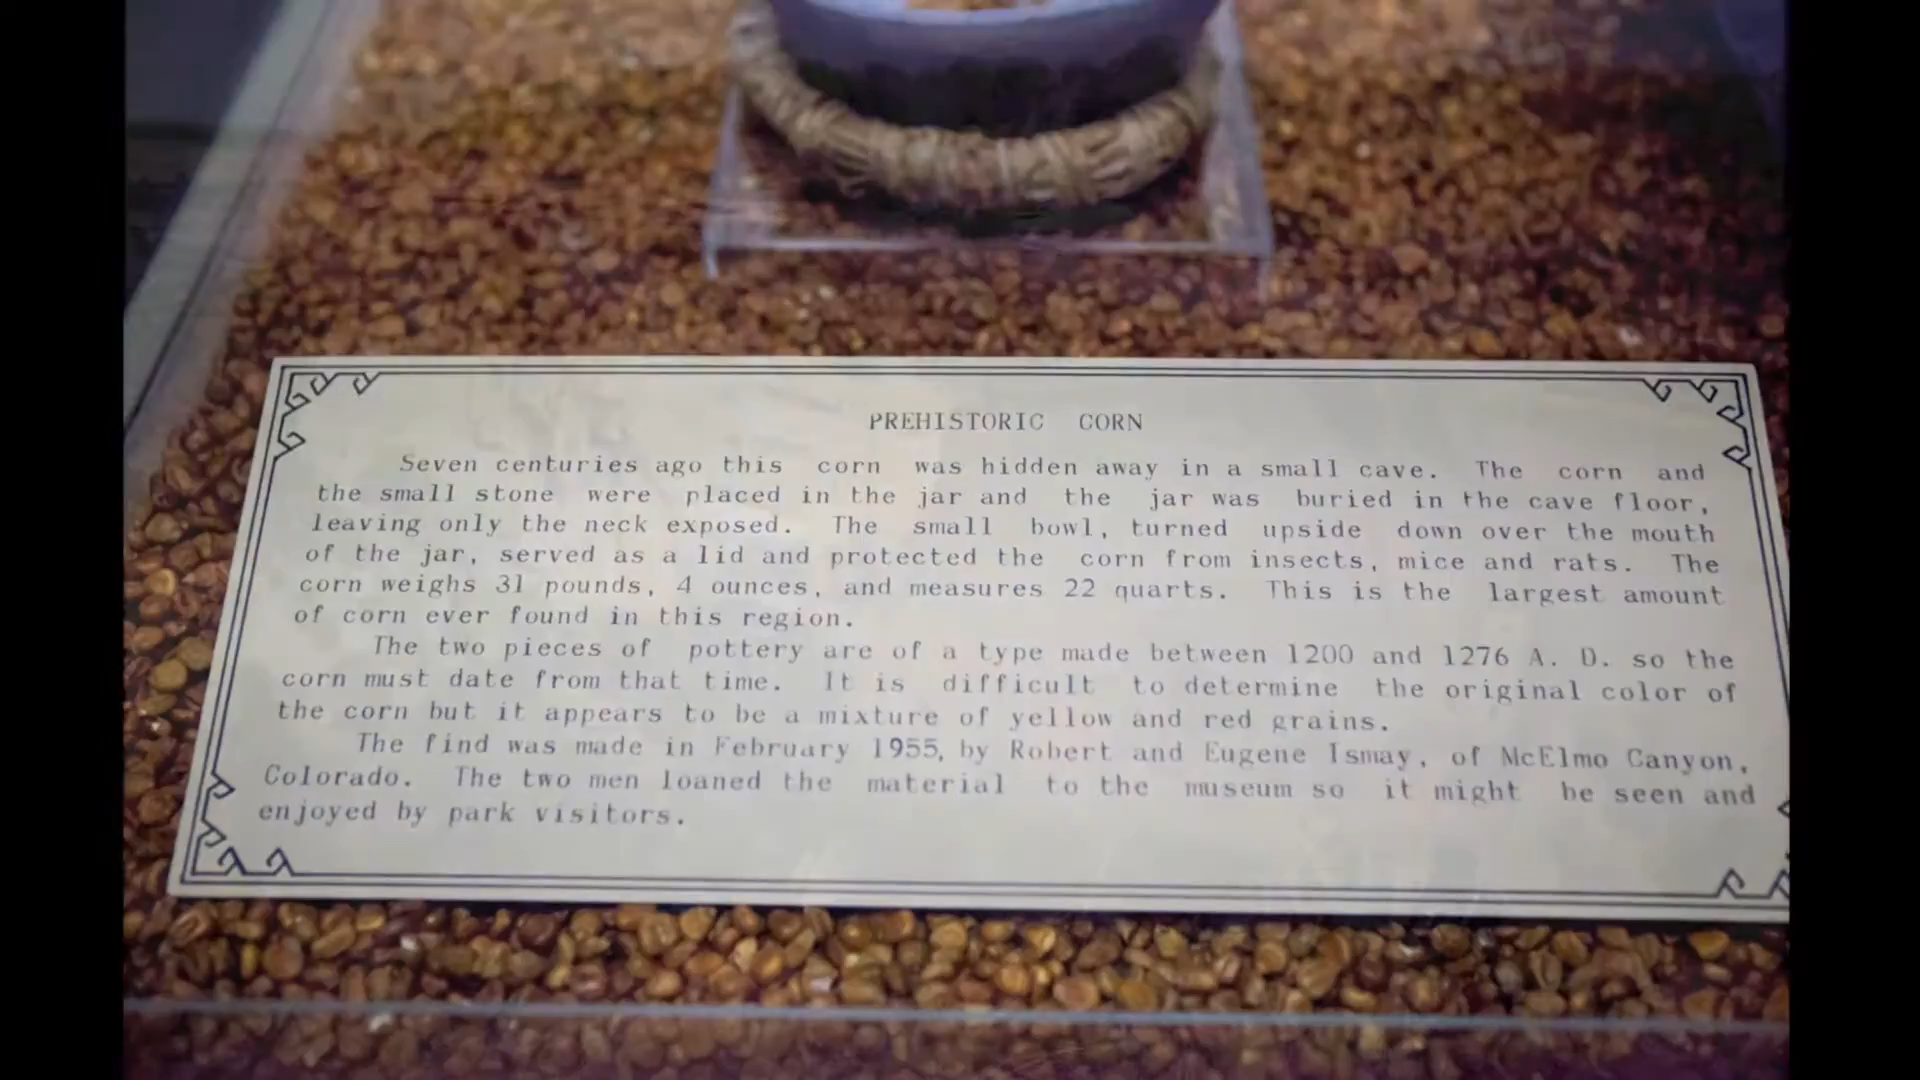 PREHISTORIC CORN
Seven centuries ago this corn was hidden away in a small cave. The corn and
the small stone were placed in the jar and the jar was buried in the cave floor,
leaving only the neck exposed. The small bowl, turned upside down over the mouth
of the jar, served as a lid and protected the corn from insects, mice and rats. The
corn weighs 31 pounds, 4 ounces, and measures 22 quarts. This is the largest amount
of corn ever found in this region.
The two pieces of pottery are of a type made between 1200 and 1276 A. D. so the
corn must date from that time. It is difficult to determine the original color of
the corn but it appears to be a mixture of yellow and red grains.
The find was made in February 1955, by Robert and Eugene Ismay, of McElmo Canyon,
Colorado. The two men loaned the material to the museum so it might be seen and
enjoyed by park visitors.